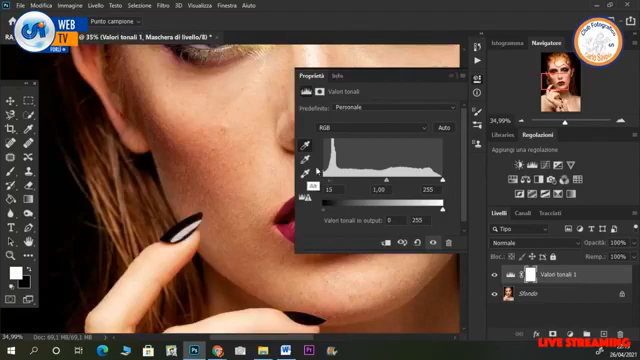 File Modifica Immagine Livello Testo Selezione Filtro 3D Visualizza Finestra Aiuto
Punto campione
@ 35% (Valori tonali 1, Maschera di livello/8) *
WEB
TV
FORLI'
Club Fotografico
Istogramma Navigatore
34,99%
Proprietà Info
Valori tonali
Predefinite: Personale
RGB Auto
15 1,00 255
Valori tonali in output: 0 255
Libraries Regolazioni
Aggiungi una regolazione
Livelli Canali Tracciati
Tipo
Normale Opacità: 100%
Bloc.: Riemp.: 100%
Valori tonali 1
Sfondo
34,99% Doc: 69,1 MB/69,1 MB
LIVE STREAMING
26/04/2021